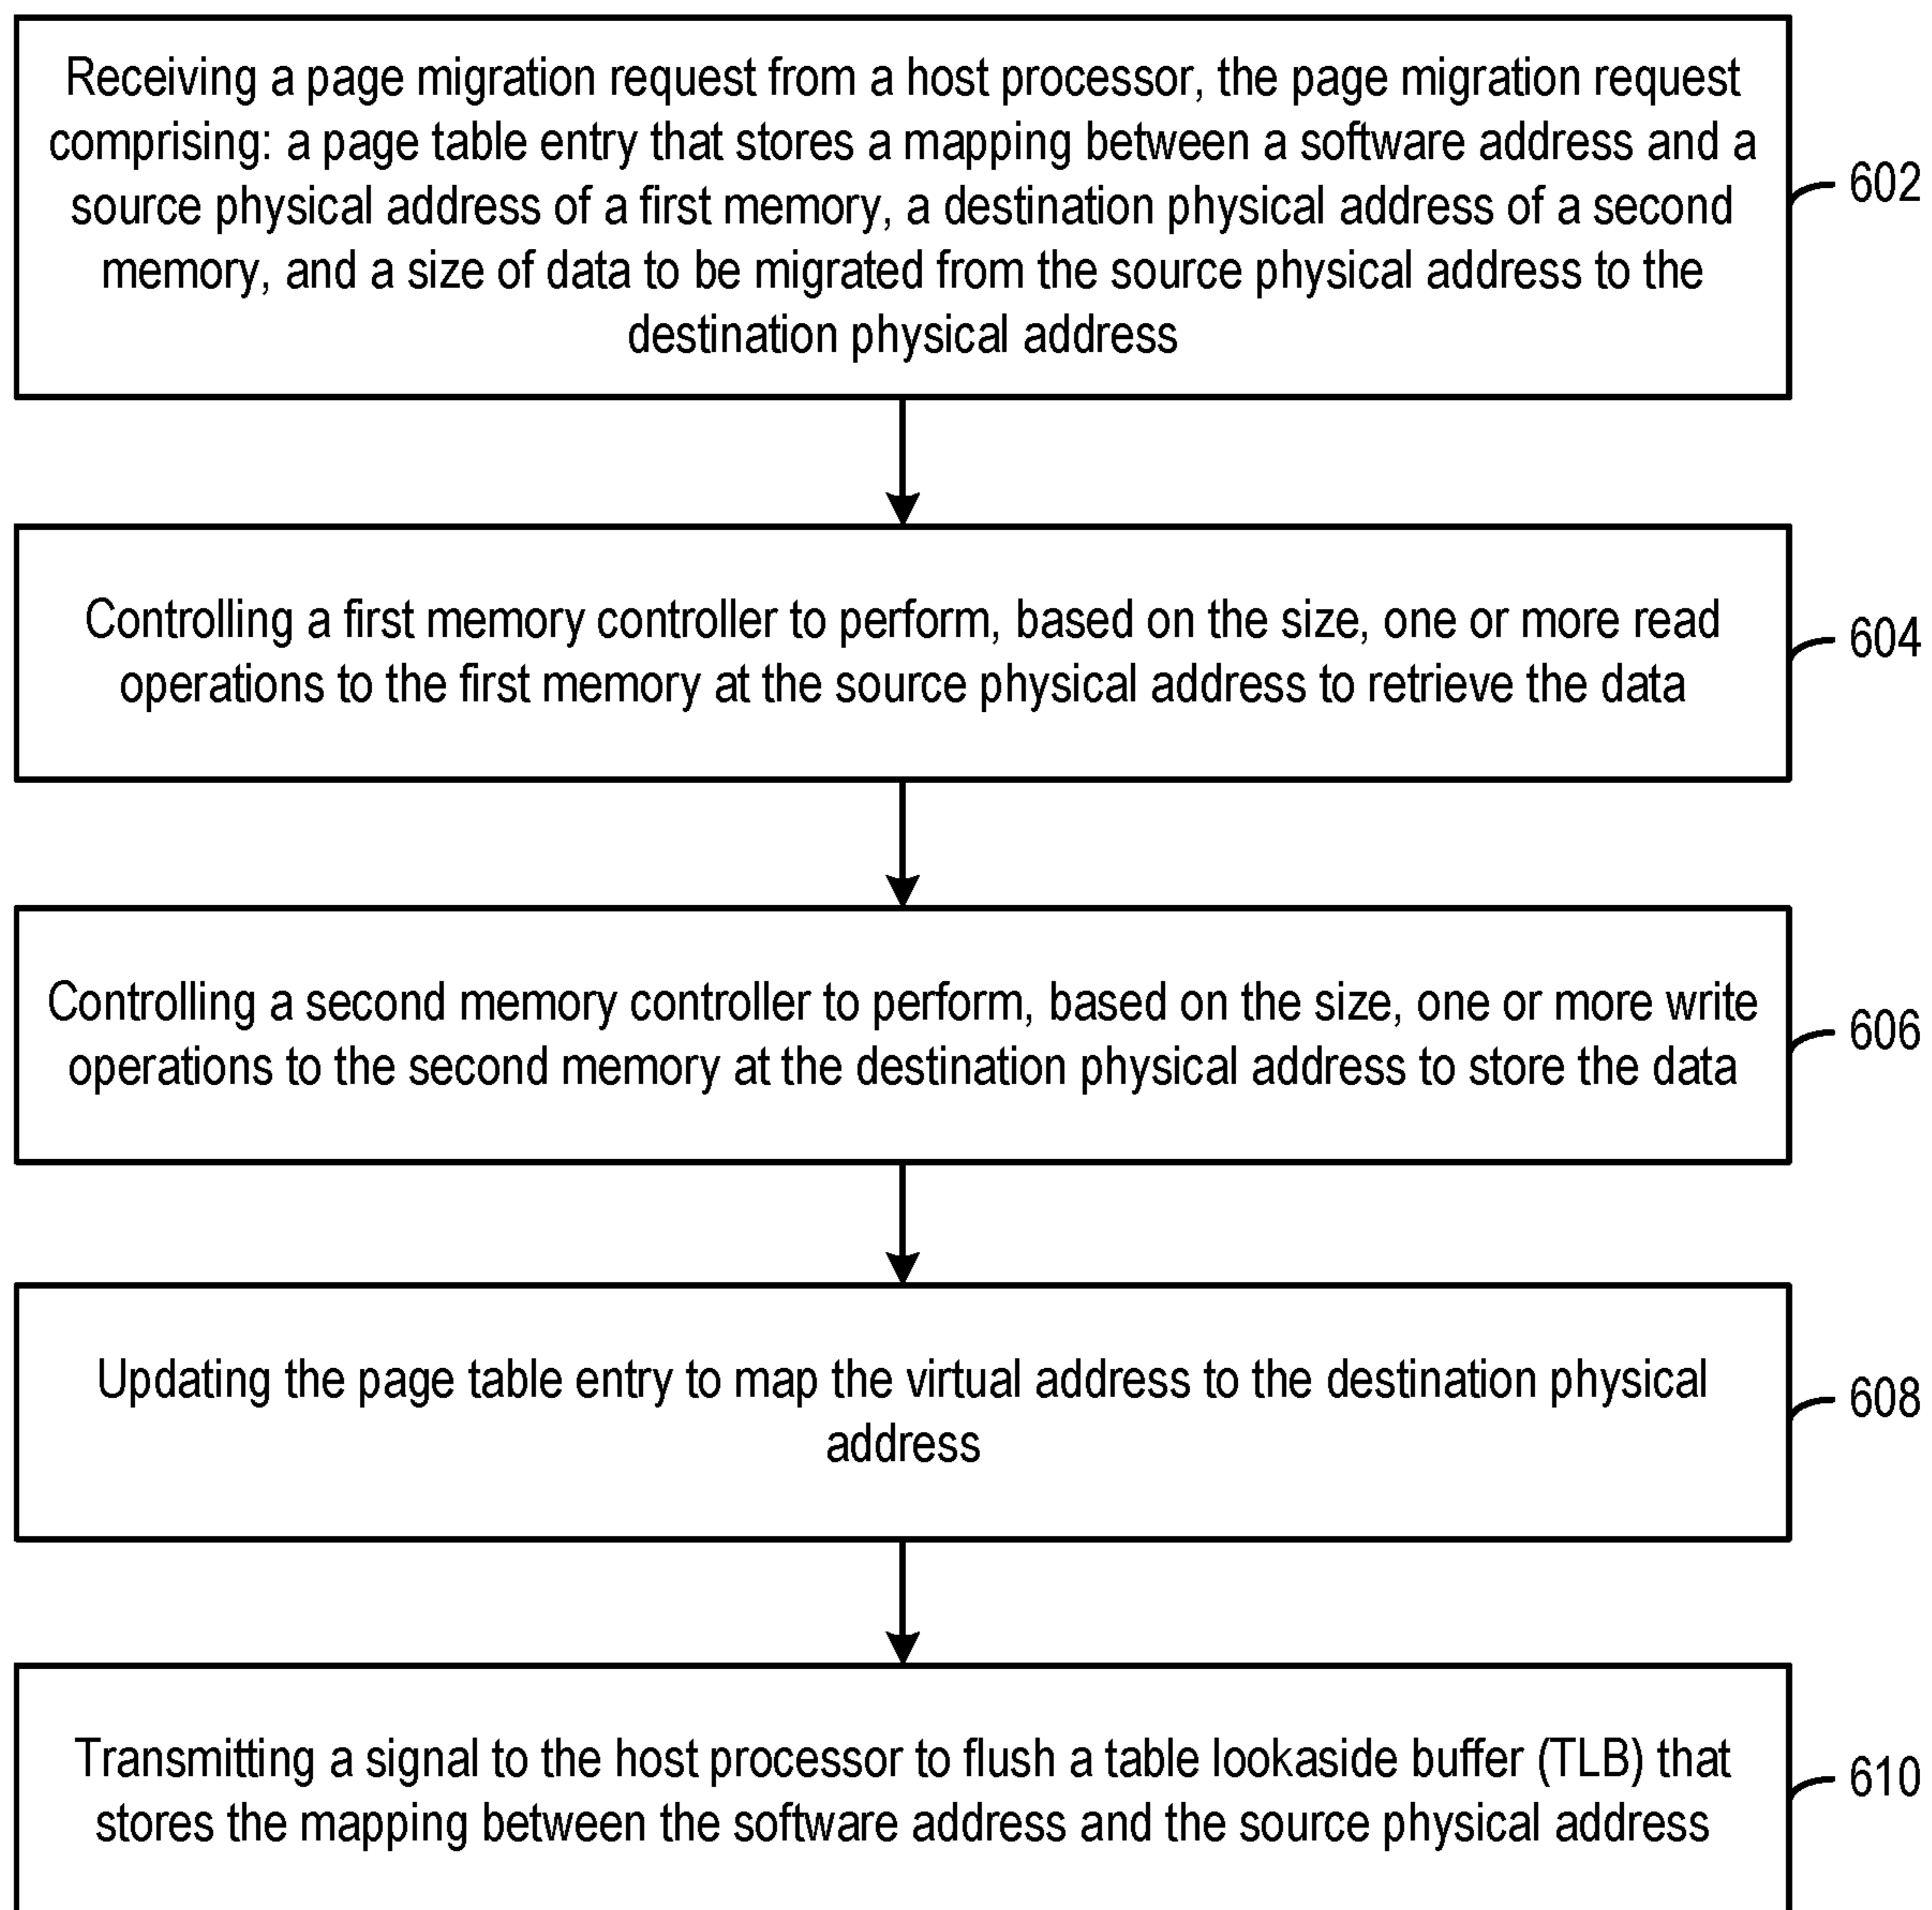 Receiving a page migration request from a host processor, the page migration request
comprising: a page table entry that stores a mapping between a software address and a
source physical address of a first memory, a destination physical address of a second
memory, and a size of data to be migrated from the source physical address to the
destination physical address
602
Controlling a first memory controller to perform, based on the size, one or more read
operations to the first memory at the source physical address to retrieve the data
604
Controlling a second memory controller to perform, based on the size, one or more write
operations to the second memory at the destination physical address to store the data
606
Updating the page table entry to map the virtual address to the destination physical
address
608
Transmitting a signal to the host processor to flush a table lookaside buffer (TLB) that
stores the mapping between the software address and the source physical address
610